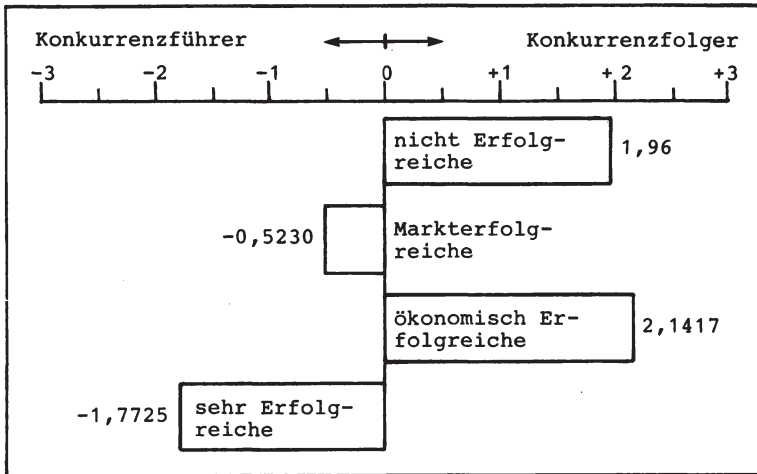 Konkurrenzführer Konkurrenzfolger
-3 -2 -1 0 +1 +2 +3
nicht Erfolg-
reiche
1,96
-0,5230
Markterfolg-
reiche
ökonomisch Er-
folgreiche
2,1417
-1,7725
sehr Erfolg-
reiche